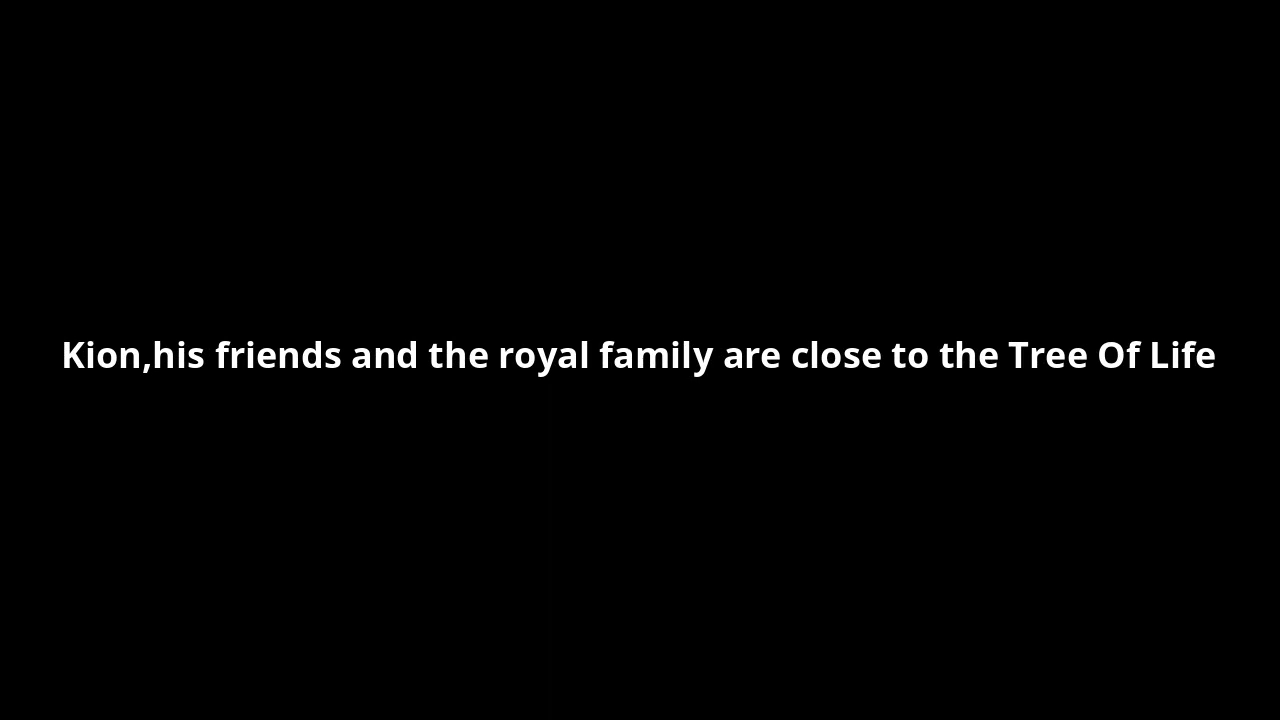 Kion,his friends and the royal family are close to the Tree Of Life